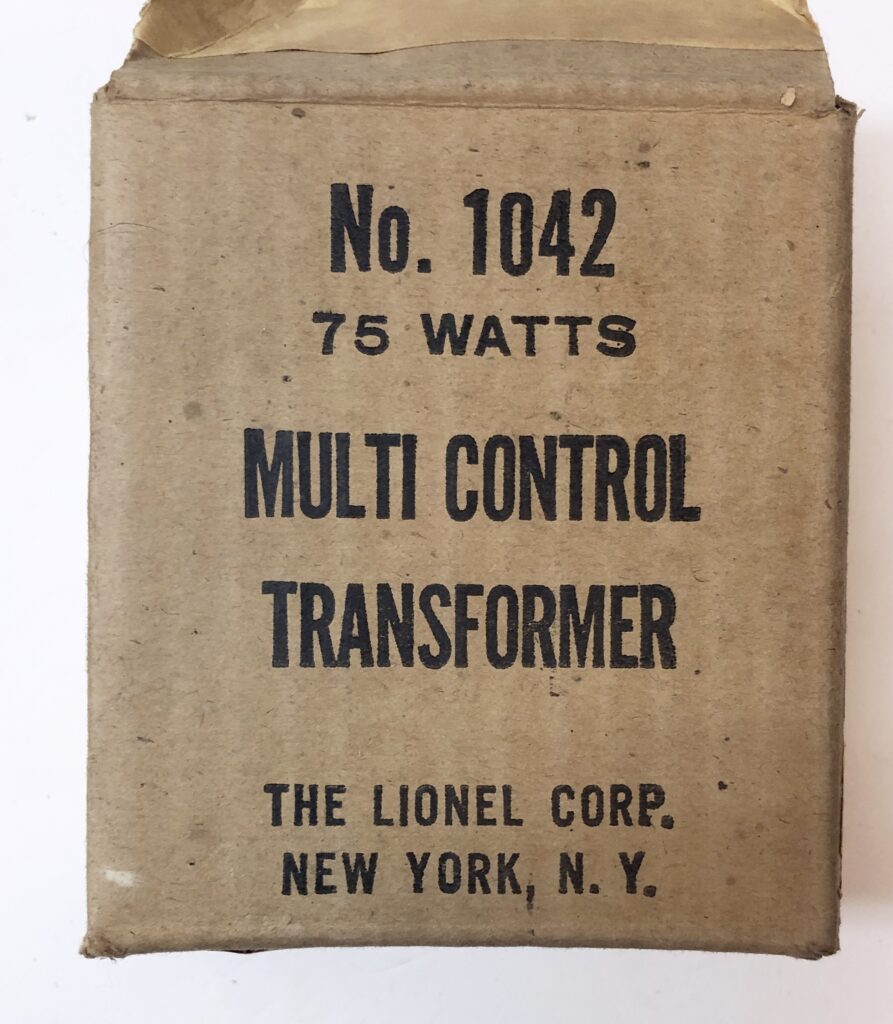 No. 1042
75 WATTS
MULTI CONTROL
TRANSFORMER
THE LIONEL CORP.
NEW YORK, N. Y.